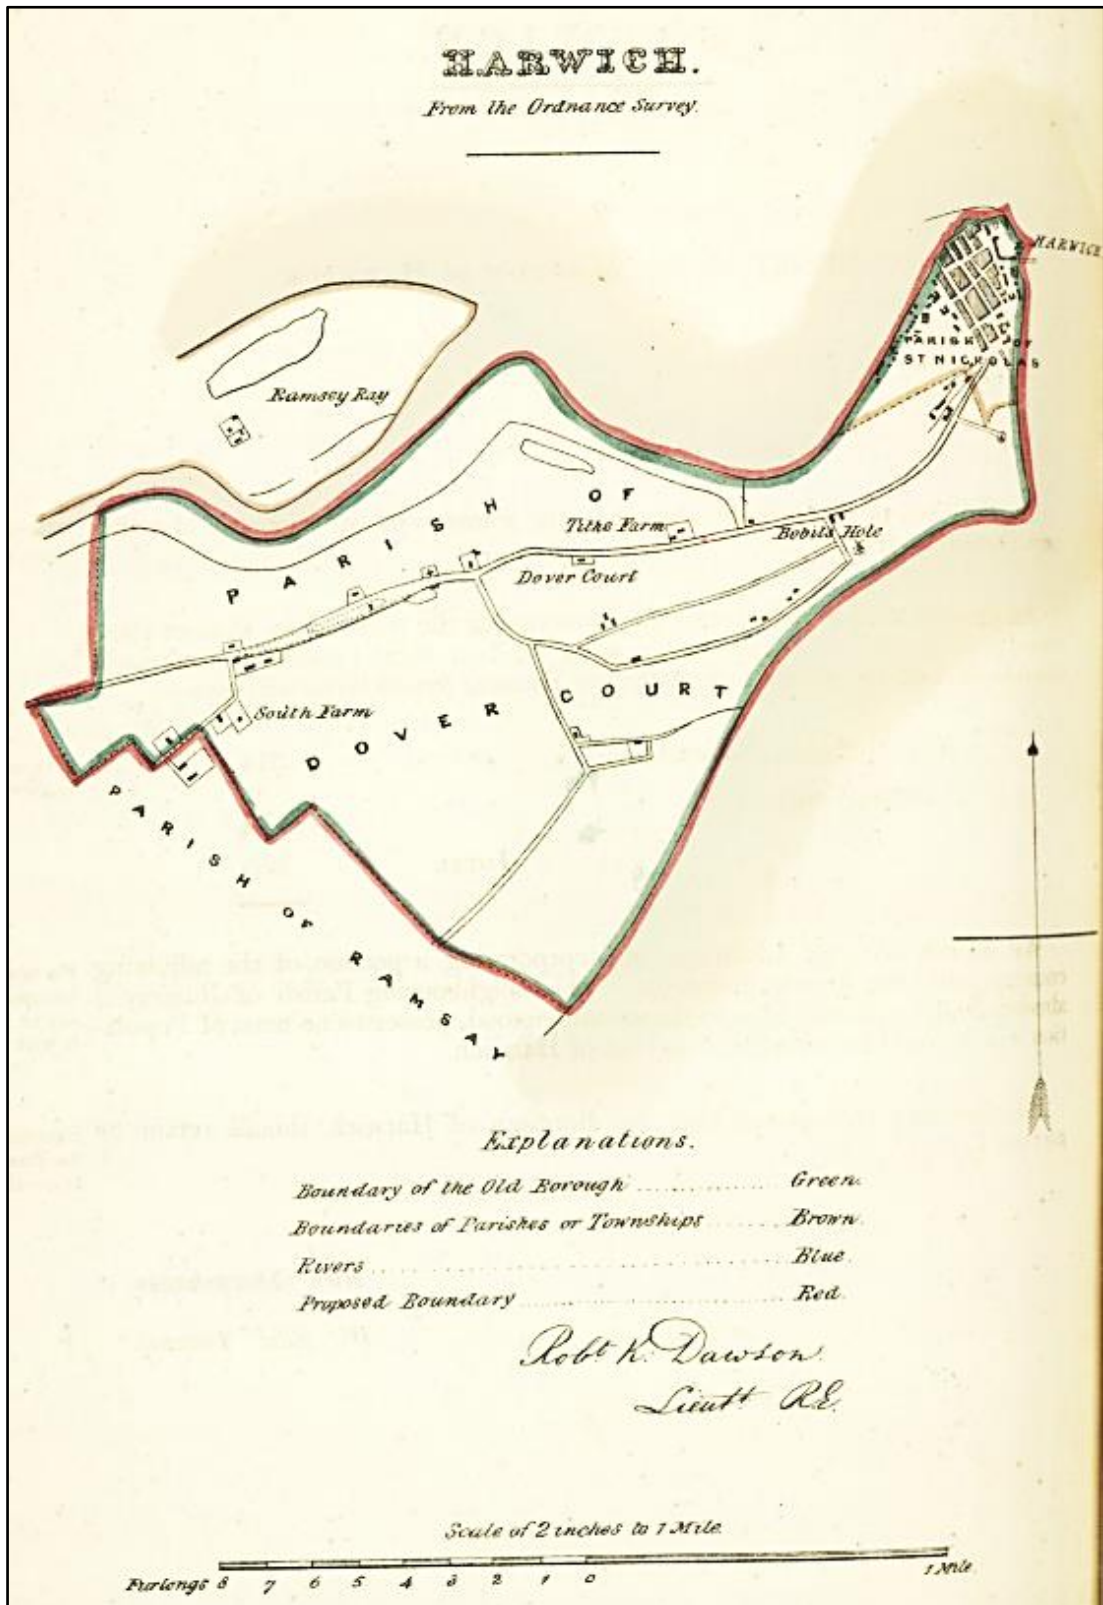 HARWICH.
From the Ordnance Survey.
HARWICH
PARISH OF
ST NICKOLAS
Ramsey Ray
PARISH OF
Tithe Farm
Bobit's Hole
Dover Court
DOVER COURT
South Farm
PARISH OF RAMSAY
Explanations.
Boundary of the Old Borough ............... Green.
Boundaries of Parishes or Townships ....... Brown.
Rivers ............... Blue.
Proposed Boundary ............... Red.
Robt K. Dawson.
Lieutt R.E.
Scale of 2 inches to 1 Mile.
Furlongs 8 7 6 5 4 3 2 1 0 1 Mile.